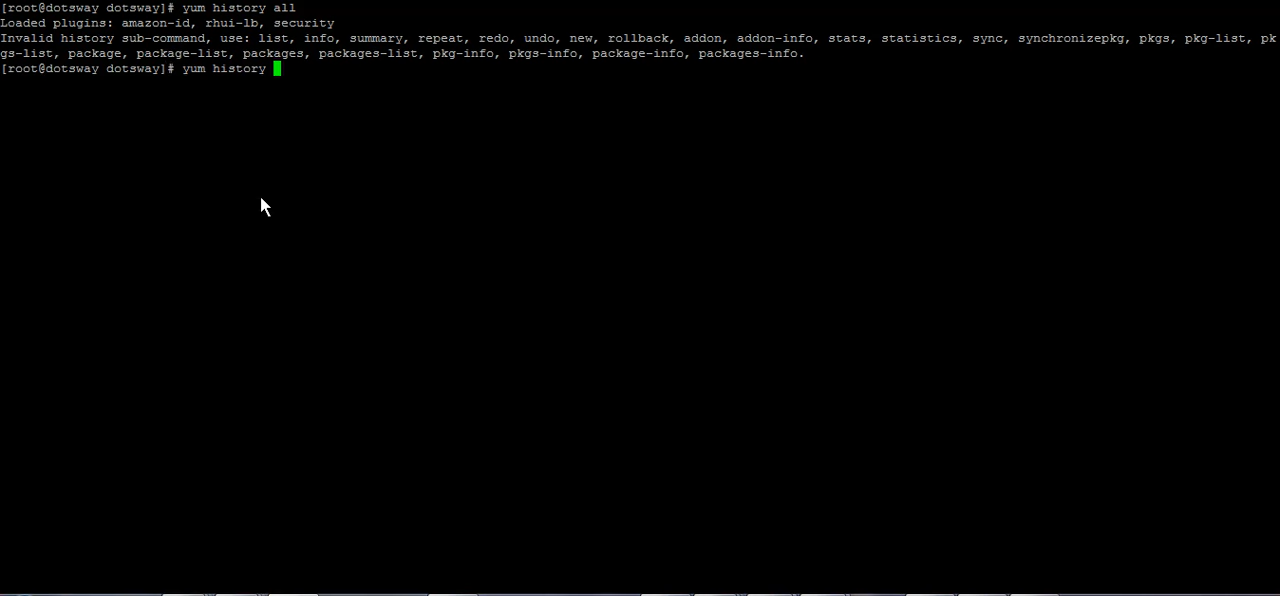 [root@dotsway dotsway]# yum history all
Loaded plugins: amazon-id, rhui-lb, security
Invalid history sub-command, use: list, info, summary, repeat, redo, undo, new, rollback, addon, addon-info, stats, statistics, sync, synchronizepkg, pkgs, pkg-list, pk
gs-list, package, package-list, packages, packages-list, pkg-info, pkgs-info, package-info, packages-info.
[root@dotsway dotsway]# yum history